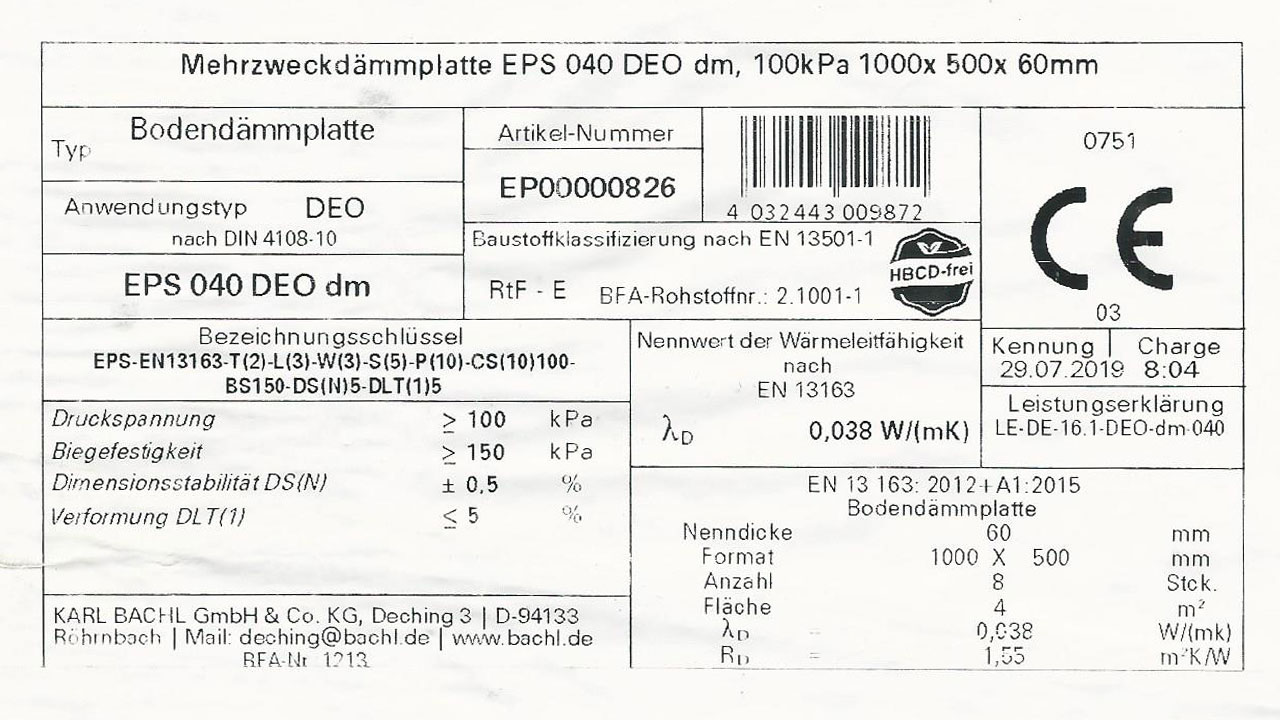 Mehrzweckdämmplatte EPS 040 DEO dm, 100kPa 1000x 500x 60mm
Typ Bodendämmplatte
Anwendungstyp DEO
nach DIN 4108-10
EPS 040 DEO dm
Artikel-Nummer
EP00000826
4 032443 009872
Baustoffklassifizierung nach EN 13501-1
RtF - E BFA-Rohstoffnr.: 2.1001-1
HBCD-frei
0751
CE
03
Bezeichnungsschlüssel
EPS-EN13163-T(2)-L(3)-W(3)-S(5)-P(10)-CS(10)100-
BS150-DS(N)5-DLT(1)5
Nennwert der Wärmeleitfähigkeit
nach
EN 13163
λD 0,038 W/(mK)
Kennung | Charge
29.07.2019 8:04
Leistungserklärung
LE-DE-16.1-DEO-dm-040
Druckspannung ≥ 100 kPa
Biegefestigkeit ≥ 150 kPa
Dimensionsstabilität DS(N) ± 0,5 %
Verformung DLT(1) ≤ 5 %
EN 13 163: 2012+A1:2015
Bodendämmplatte
Nenndicke 60 mm
Format 1000 X 500 mm
Anzahl 8 Stck.
Fläche 4 m²
λD = 0,038 W/(mk)
RD = 1,55 m²K/W
KARL BACHL GmbH & Co. KG, Deching 3 | D-94133
Röhrnbach | Mail: deching@bachl.de | www.bachl.de
BFA-Nr. 1213